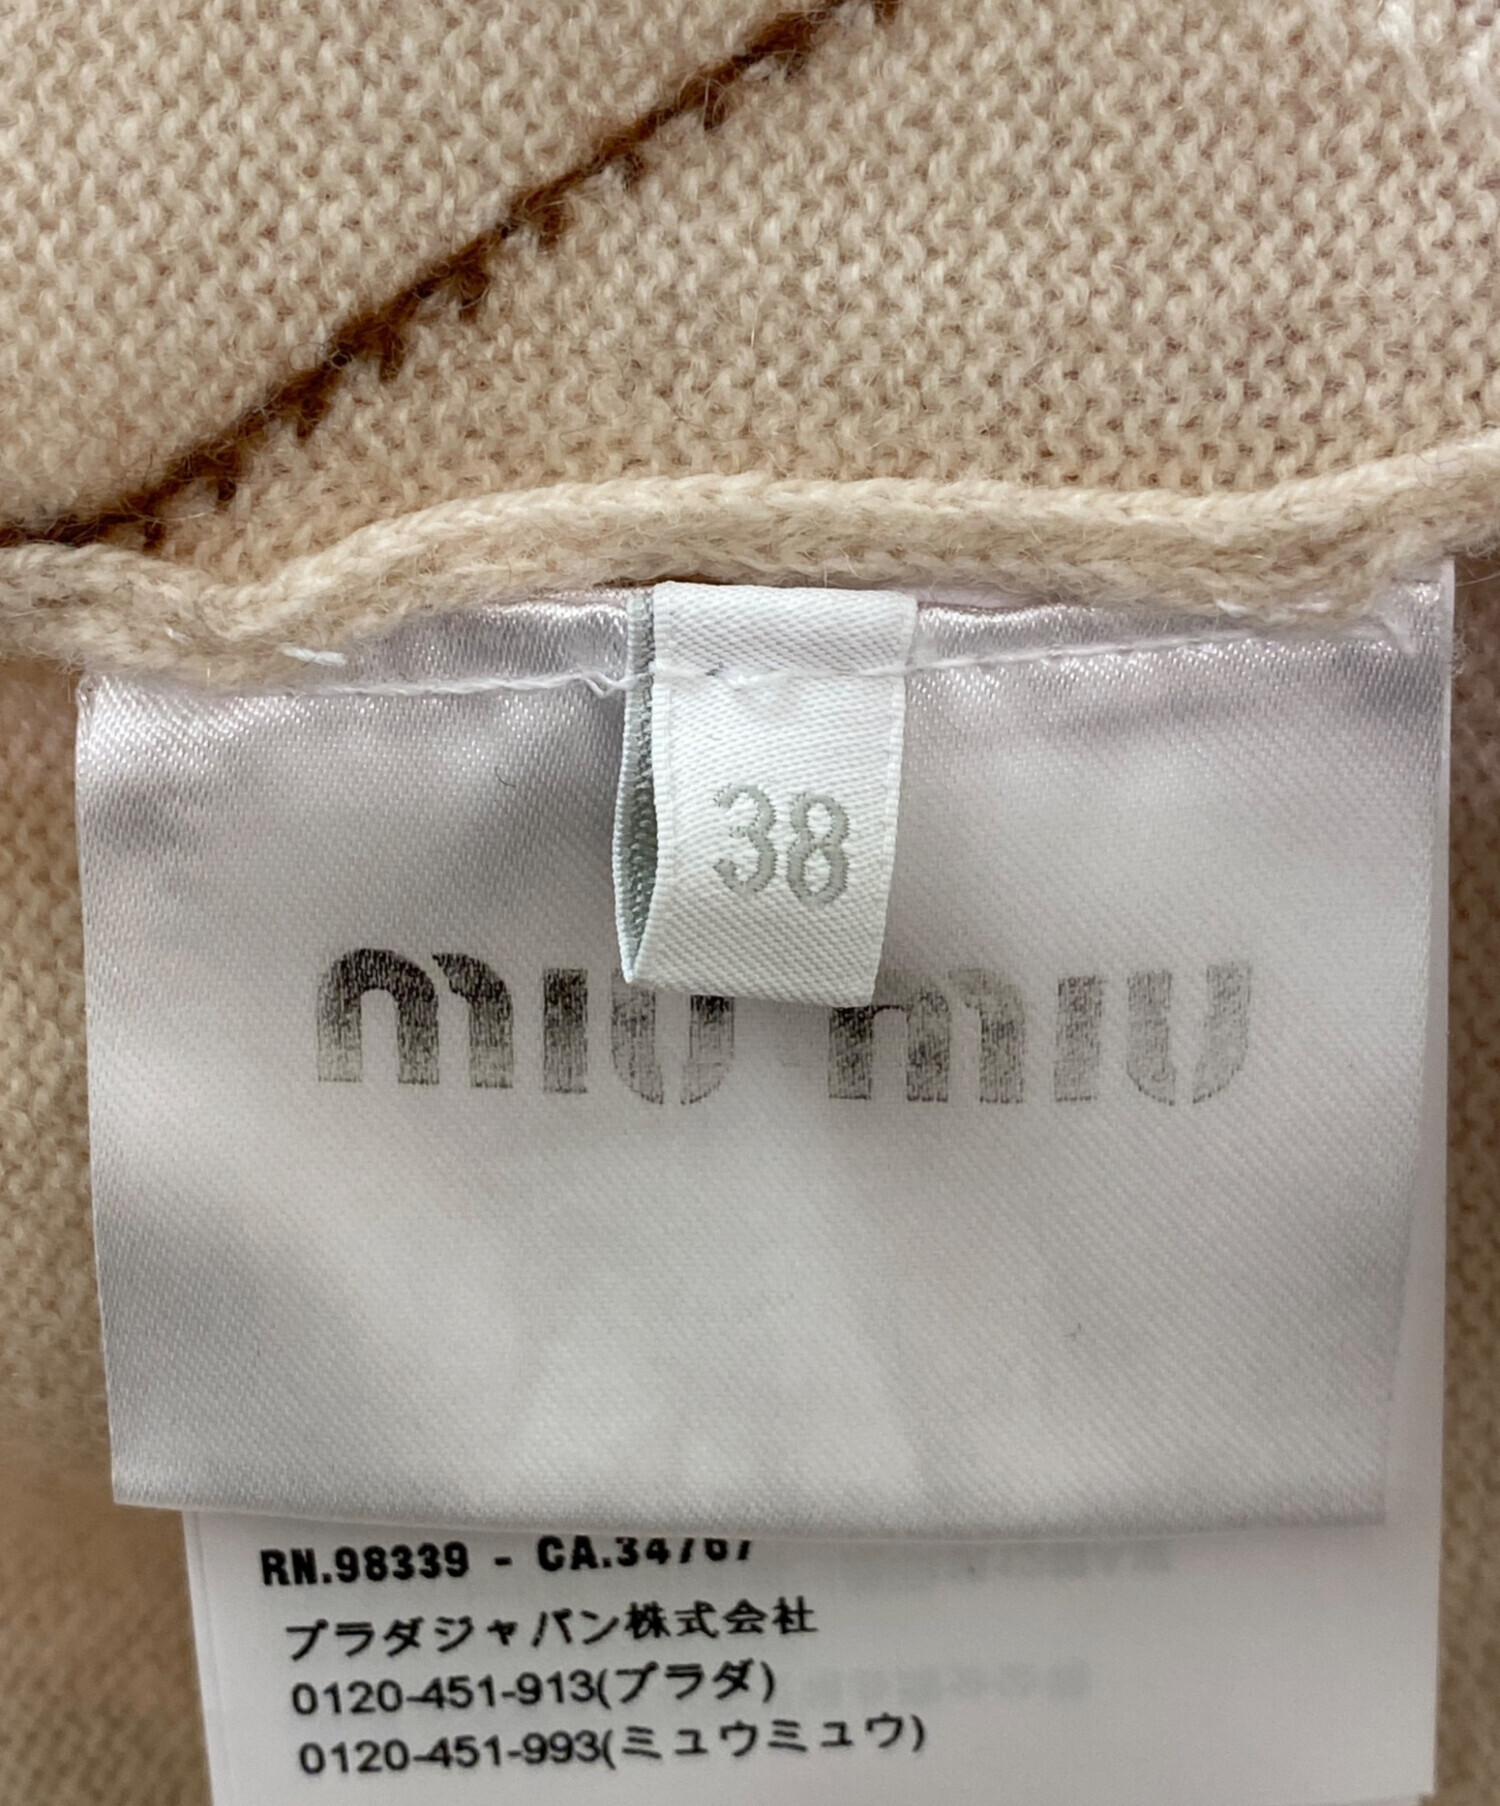 38
miu miu
RN.98339 - CA.34767
プラダジャパン株式会社
0120-451-913(プラダ)
0120-451-993(ミュウミュウ)